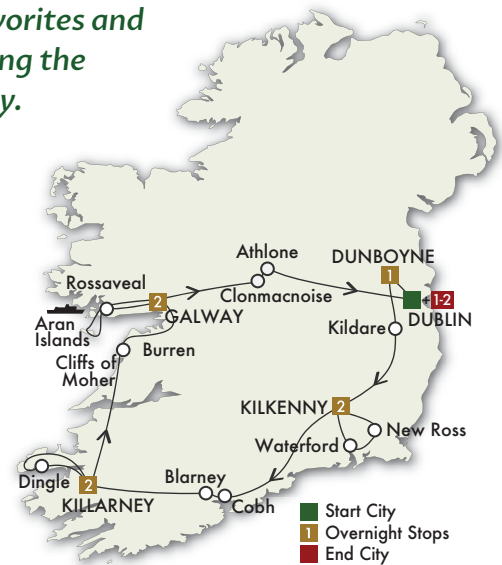 vorites and
ng the
y.
Athlone
DUNBOYNE
1
Rossaveal
Clonmacnoise
2
GALWAY
+ 1-2
DUBLIN
Aran
Islands
Kildare
Cliffs of
Moher
Burren
KILKENNY 2
New Ross
Waterford
Dingle
2
KILLARNEY
Blarney
Cobh
Start City
1 Overnight Stops
End City